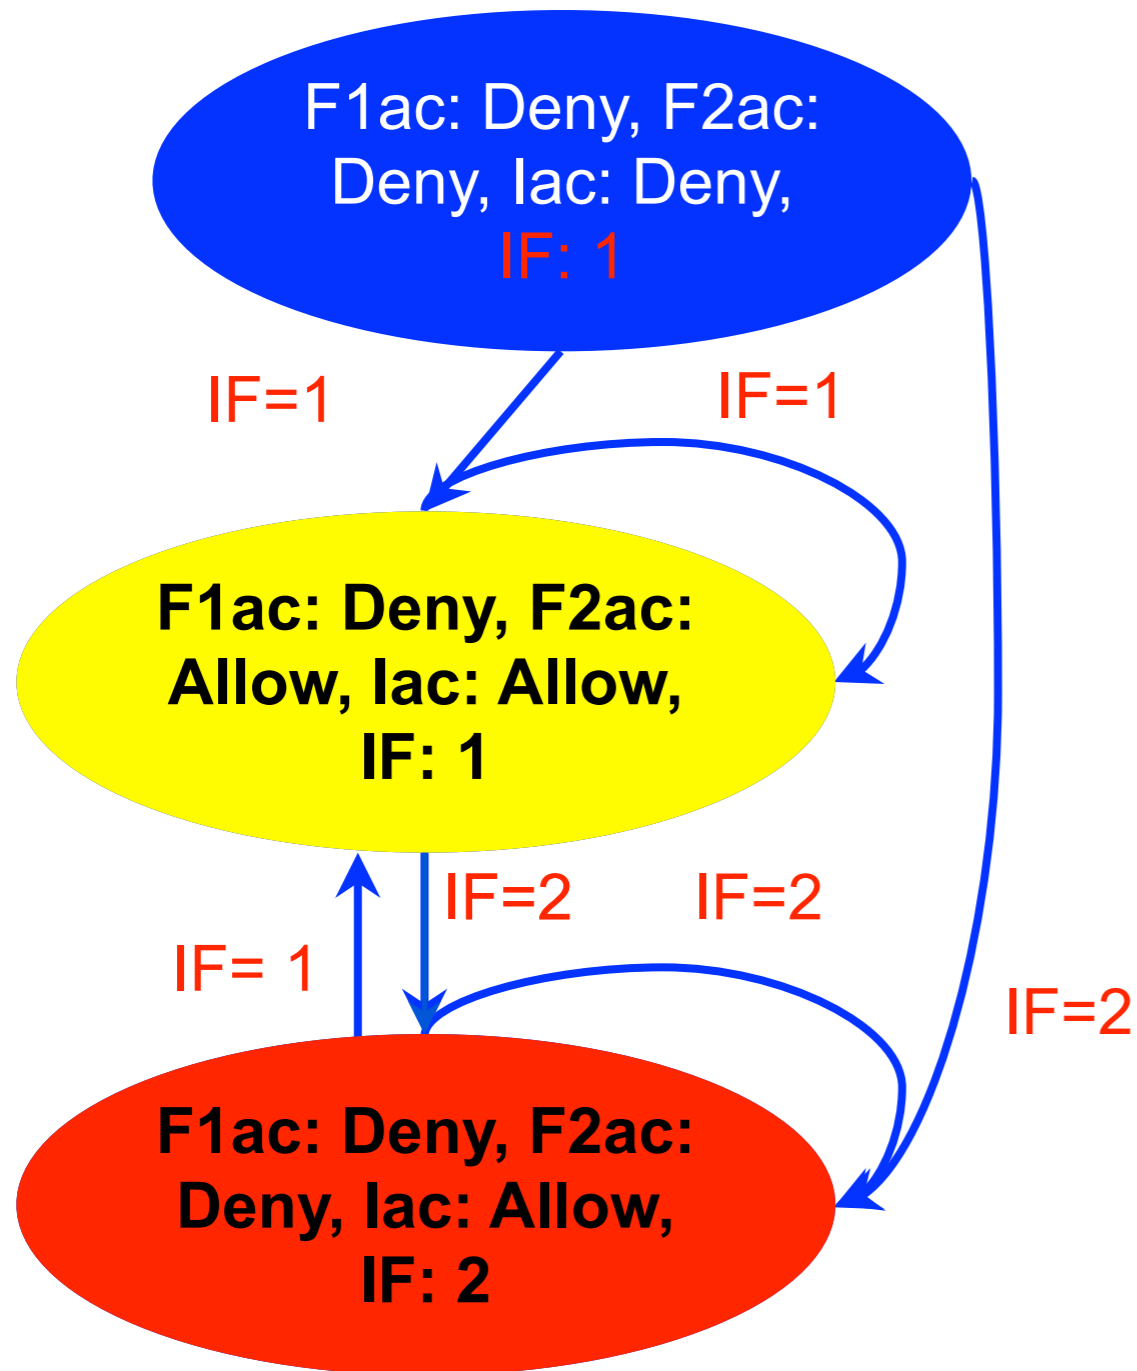 F1ac: Deny, F2ac:
Deny, Iac: Deny,
IF: 1
IF=1
IF=1
F1ac: Deny, F2ac:
Allow, Iac: Allow,
IF: 1
IF=2
IF=2
IF= 1
IF=2
F1ac: Deny, F2ac:
Deny, Iac: Allow,
IF: 2